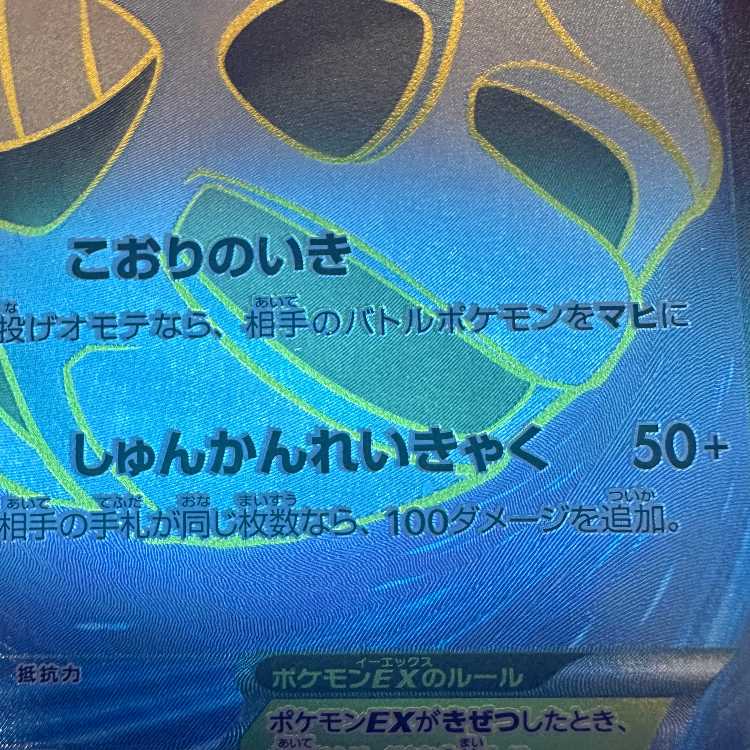 こおりのいき
投げオモテなら、相手のバトルポケモンをマヒに
しゅんかんれいきゃく 50+
相手の手札が同じ枚数なら、100ダメージを追加。
抵抗力
ポケモンEXのルール
ポケモンEXがきぜつしたとき、